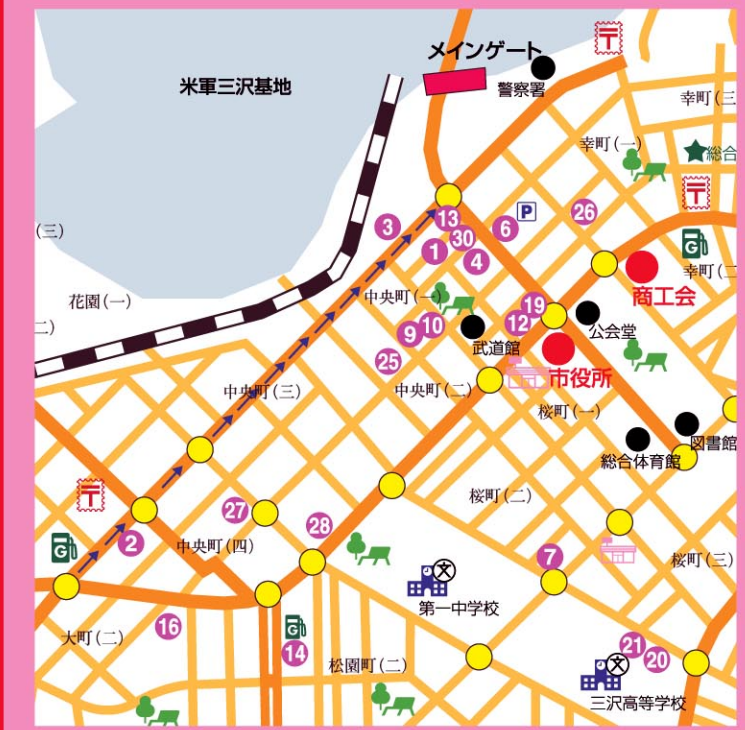 メインゲート
〒
米軍三沢基地
警察署
幸町(三
幸町(一)
総合
〒
3
13
6
P
26
(三)
30
1
4
G
幸町(二
商工会
花園(一)
中央町(一)
二)
19
公会堂
9
10
武道館
12
25
市役所
中央町(三)
中央町(二)
桜町(一)
図書館
総合体育館
〒
桜町(二)
27
28
2
中央町(四)
G
7
桜町(三)
文
第一中学校
16
G
大町(二)
14
松園町(二)
21
20
文
三沢高等学校